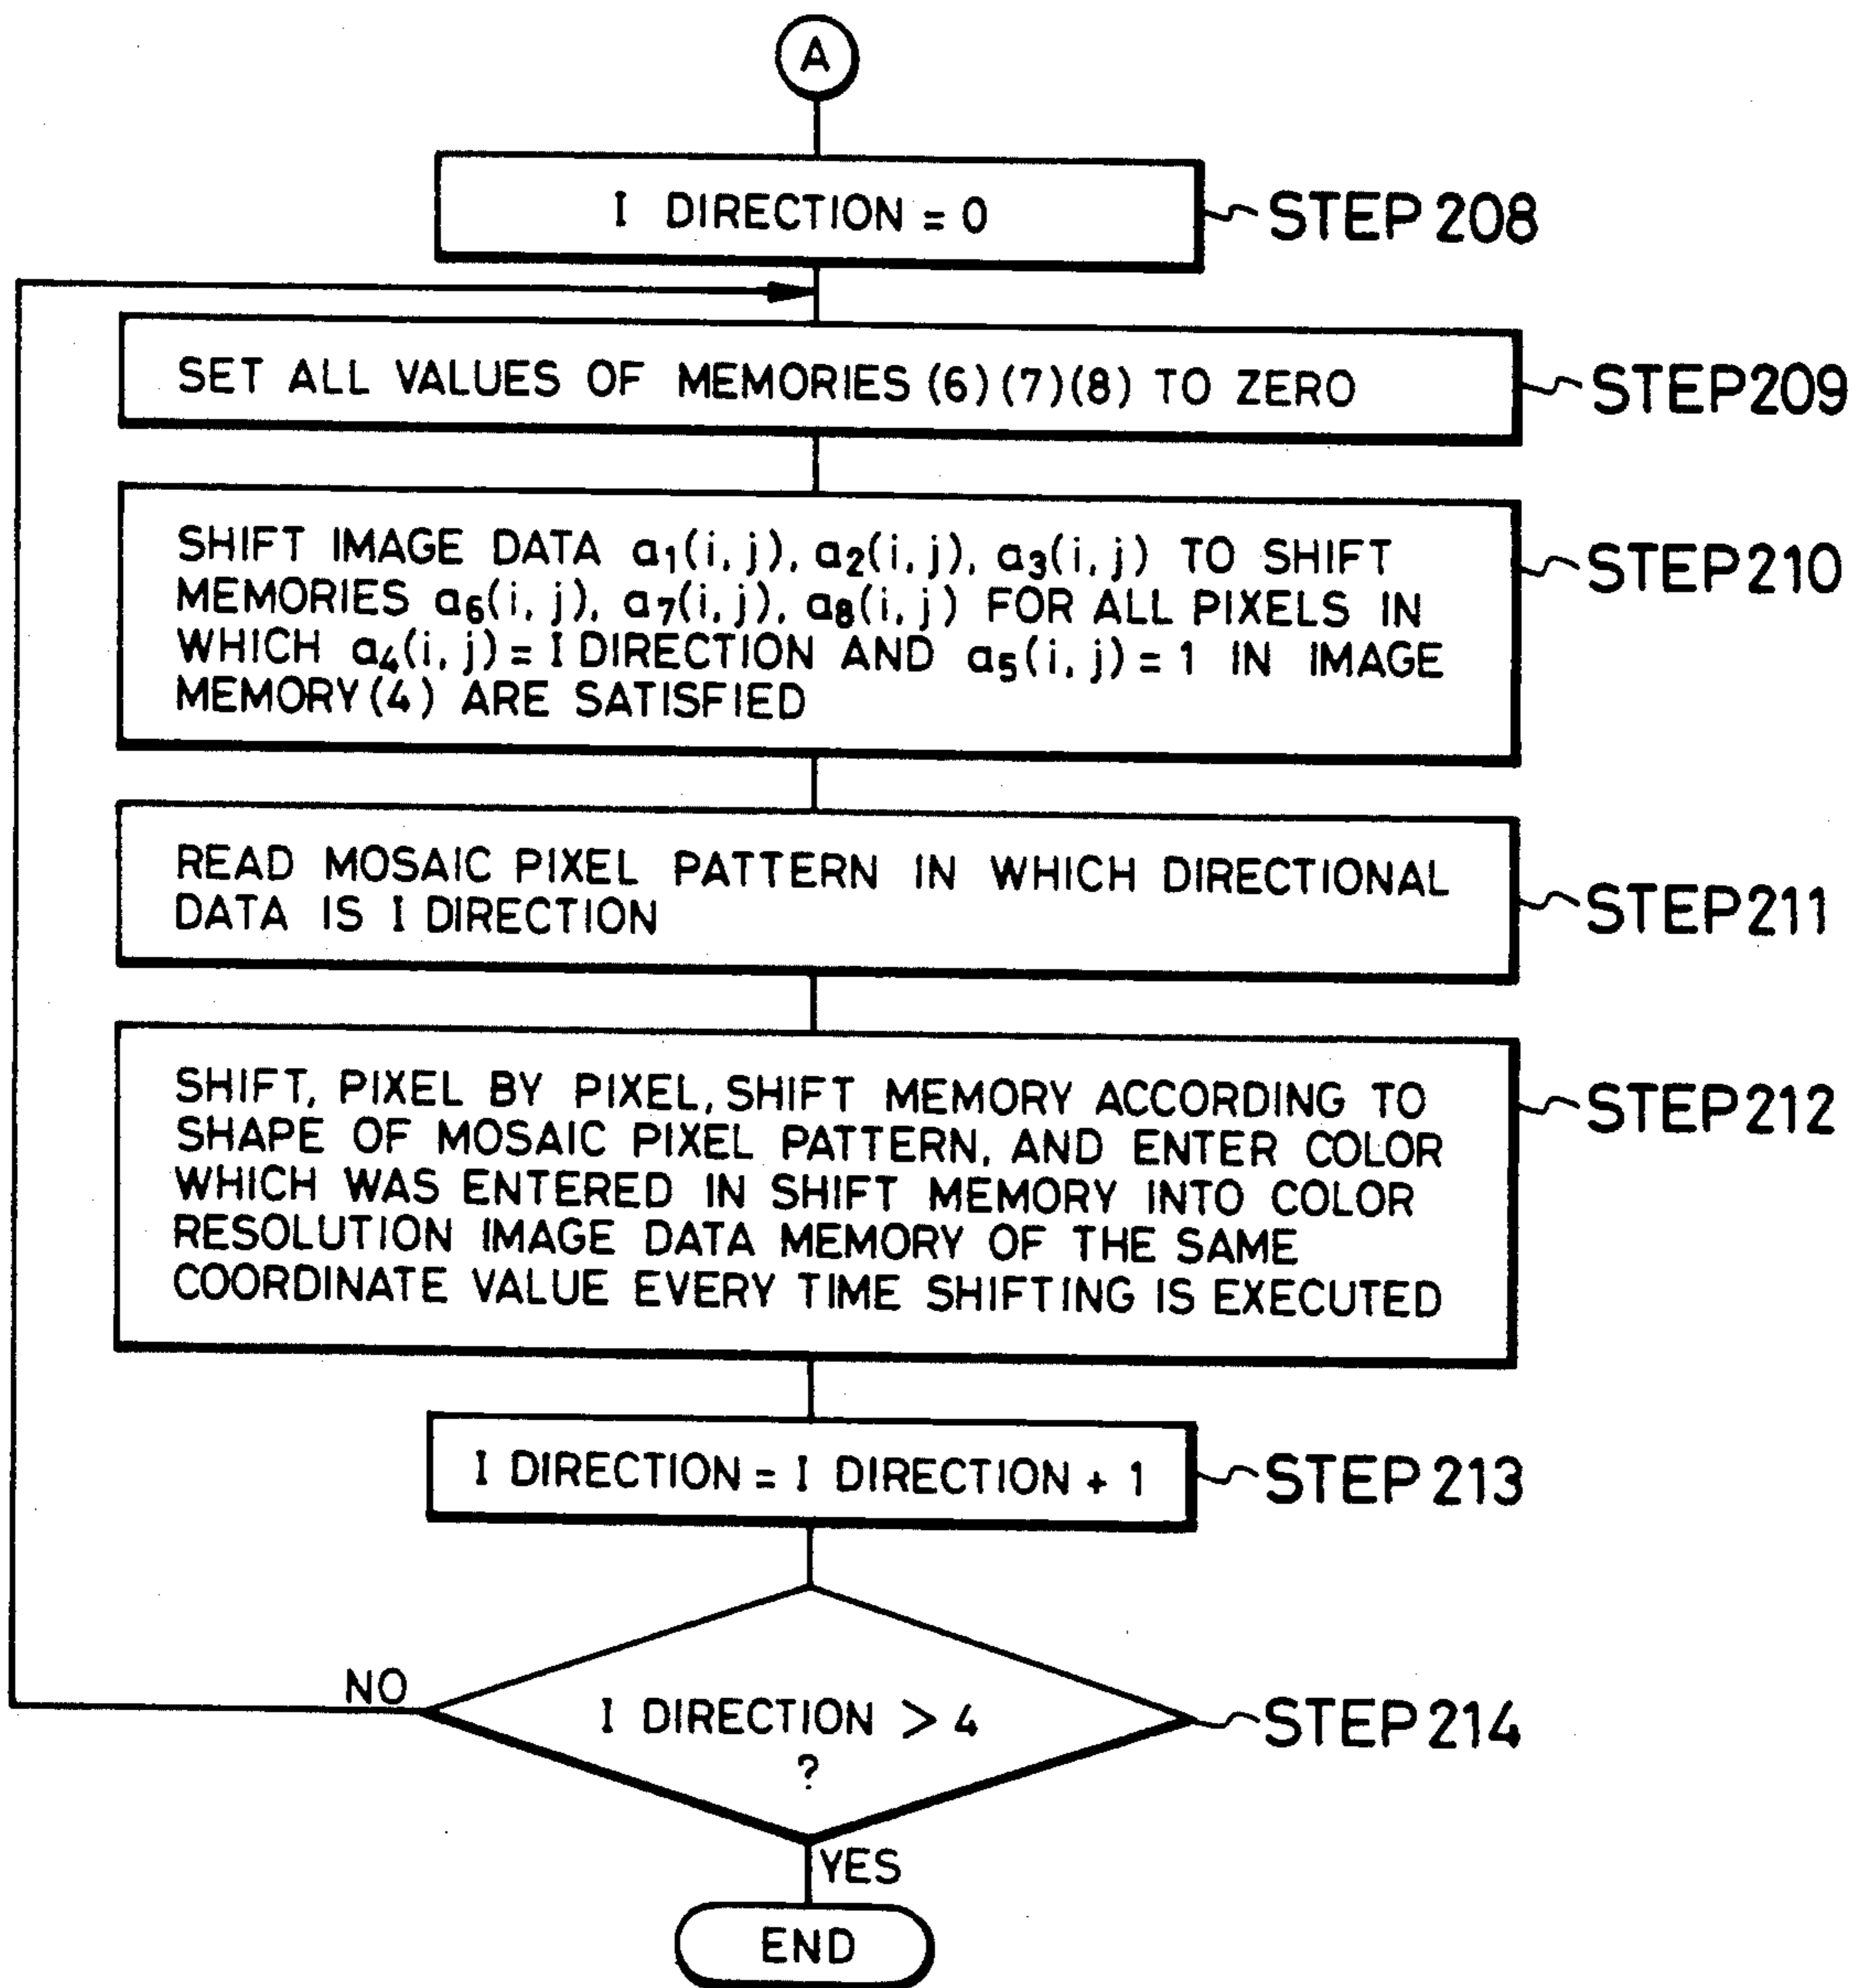 A
I DIRECTION = 0
STEP 208
SET ALL VALUES OF MEMORIES (6)(7)(8) TO ZERO
STEP209
SHIFT IMAGE DATA a₁(i, j), a₂(i, j), a₃(i, j) TO SHIFT
MEMORIES a₆(i, j), a₇(i, j), a₈(i, j) FOR ALL PIXELS IN
WHICH a₄(i, j) = I DIRECTION AND a₅(i, j) = 1 IN IMAGE
MEMORY(4) ARE SATISFIED
STEP210
READ MOSAIC PIXEL PATTERN IN WHICH DIRECTIONAL
DATA IS I DIRECTION
STEP211
SHIFT, PIXEL BY PIXEL, SHIFT MEMORY ACCORDING TO
SHAPE OF MOSAIC PIXEL PATTERN, AND ENTER COLOR
WHICH WAS ENTERED IN SHIFT MEMORY INTO COLOR
RESOLUTION IMAGE DATA MEMORY OF THE SAME
COORDINATE VALUE EVERY TIME SHIFTING IS EXECUTED
STEP212
I DIRECTION = I DIRECTION + 1
STEP 213
NO
I DIRECTION > 4
?
STEP 214
YES
END